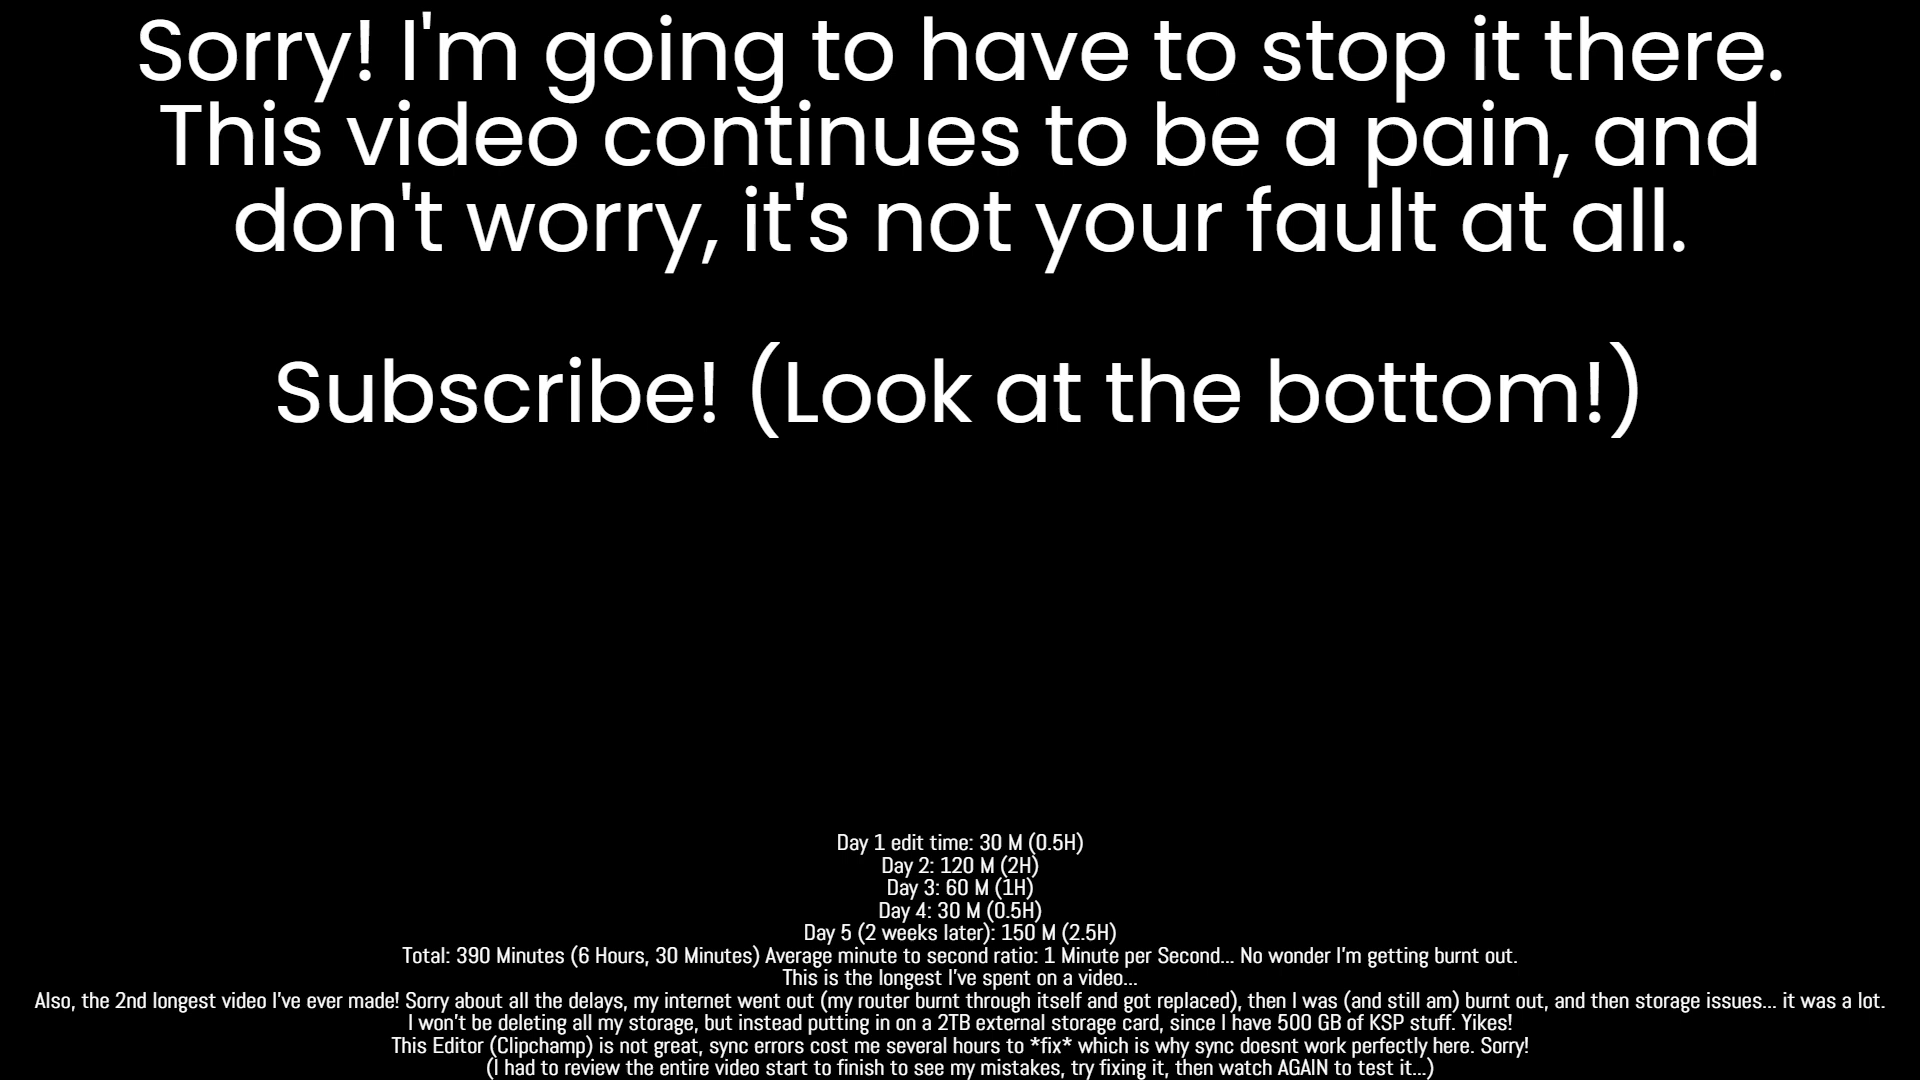 Sorry! I'm going to have to stop it there.
This video continues to be a pain, and
don't worry, it's not your fault at all.
Subscribe! (Look at the bottom!)
Day 1 edit time: 30 M (0.5H)
Day 2: 120 M (2H)
Day 3: 60 M (1H)
Day 4: 30 M (0.5H)
Day 5 (2 weeks later): 150 M (2.5H)
Total: 390 Minutes (6 Hours, 30 Minutes) Average minute to second ratio: 1 Minute per Second... No wonder I'm getting burnt out.
This is the longest I've spent on a video...
Also, the 2nd longest video I've ever made! Sorry about all the delays, my internet went out (my router burnt through itself and got replaced), then I was (and still am) burnt out, and then storage issues... it was a lot.
I won't be deleting all my storage, but instead putting in on a 2TB external storage card, since I have 500 GB of KSP stuff. Yikes!
This Editor (Clipchamp) is not great, sync errors cost me several hours to *fix* which is why sync doesnt work perfectly here. Sorry!
(I had to review the entire video start to finish to see my mistakes, try fixing it, then watch AGAIN to test it...)